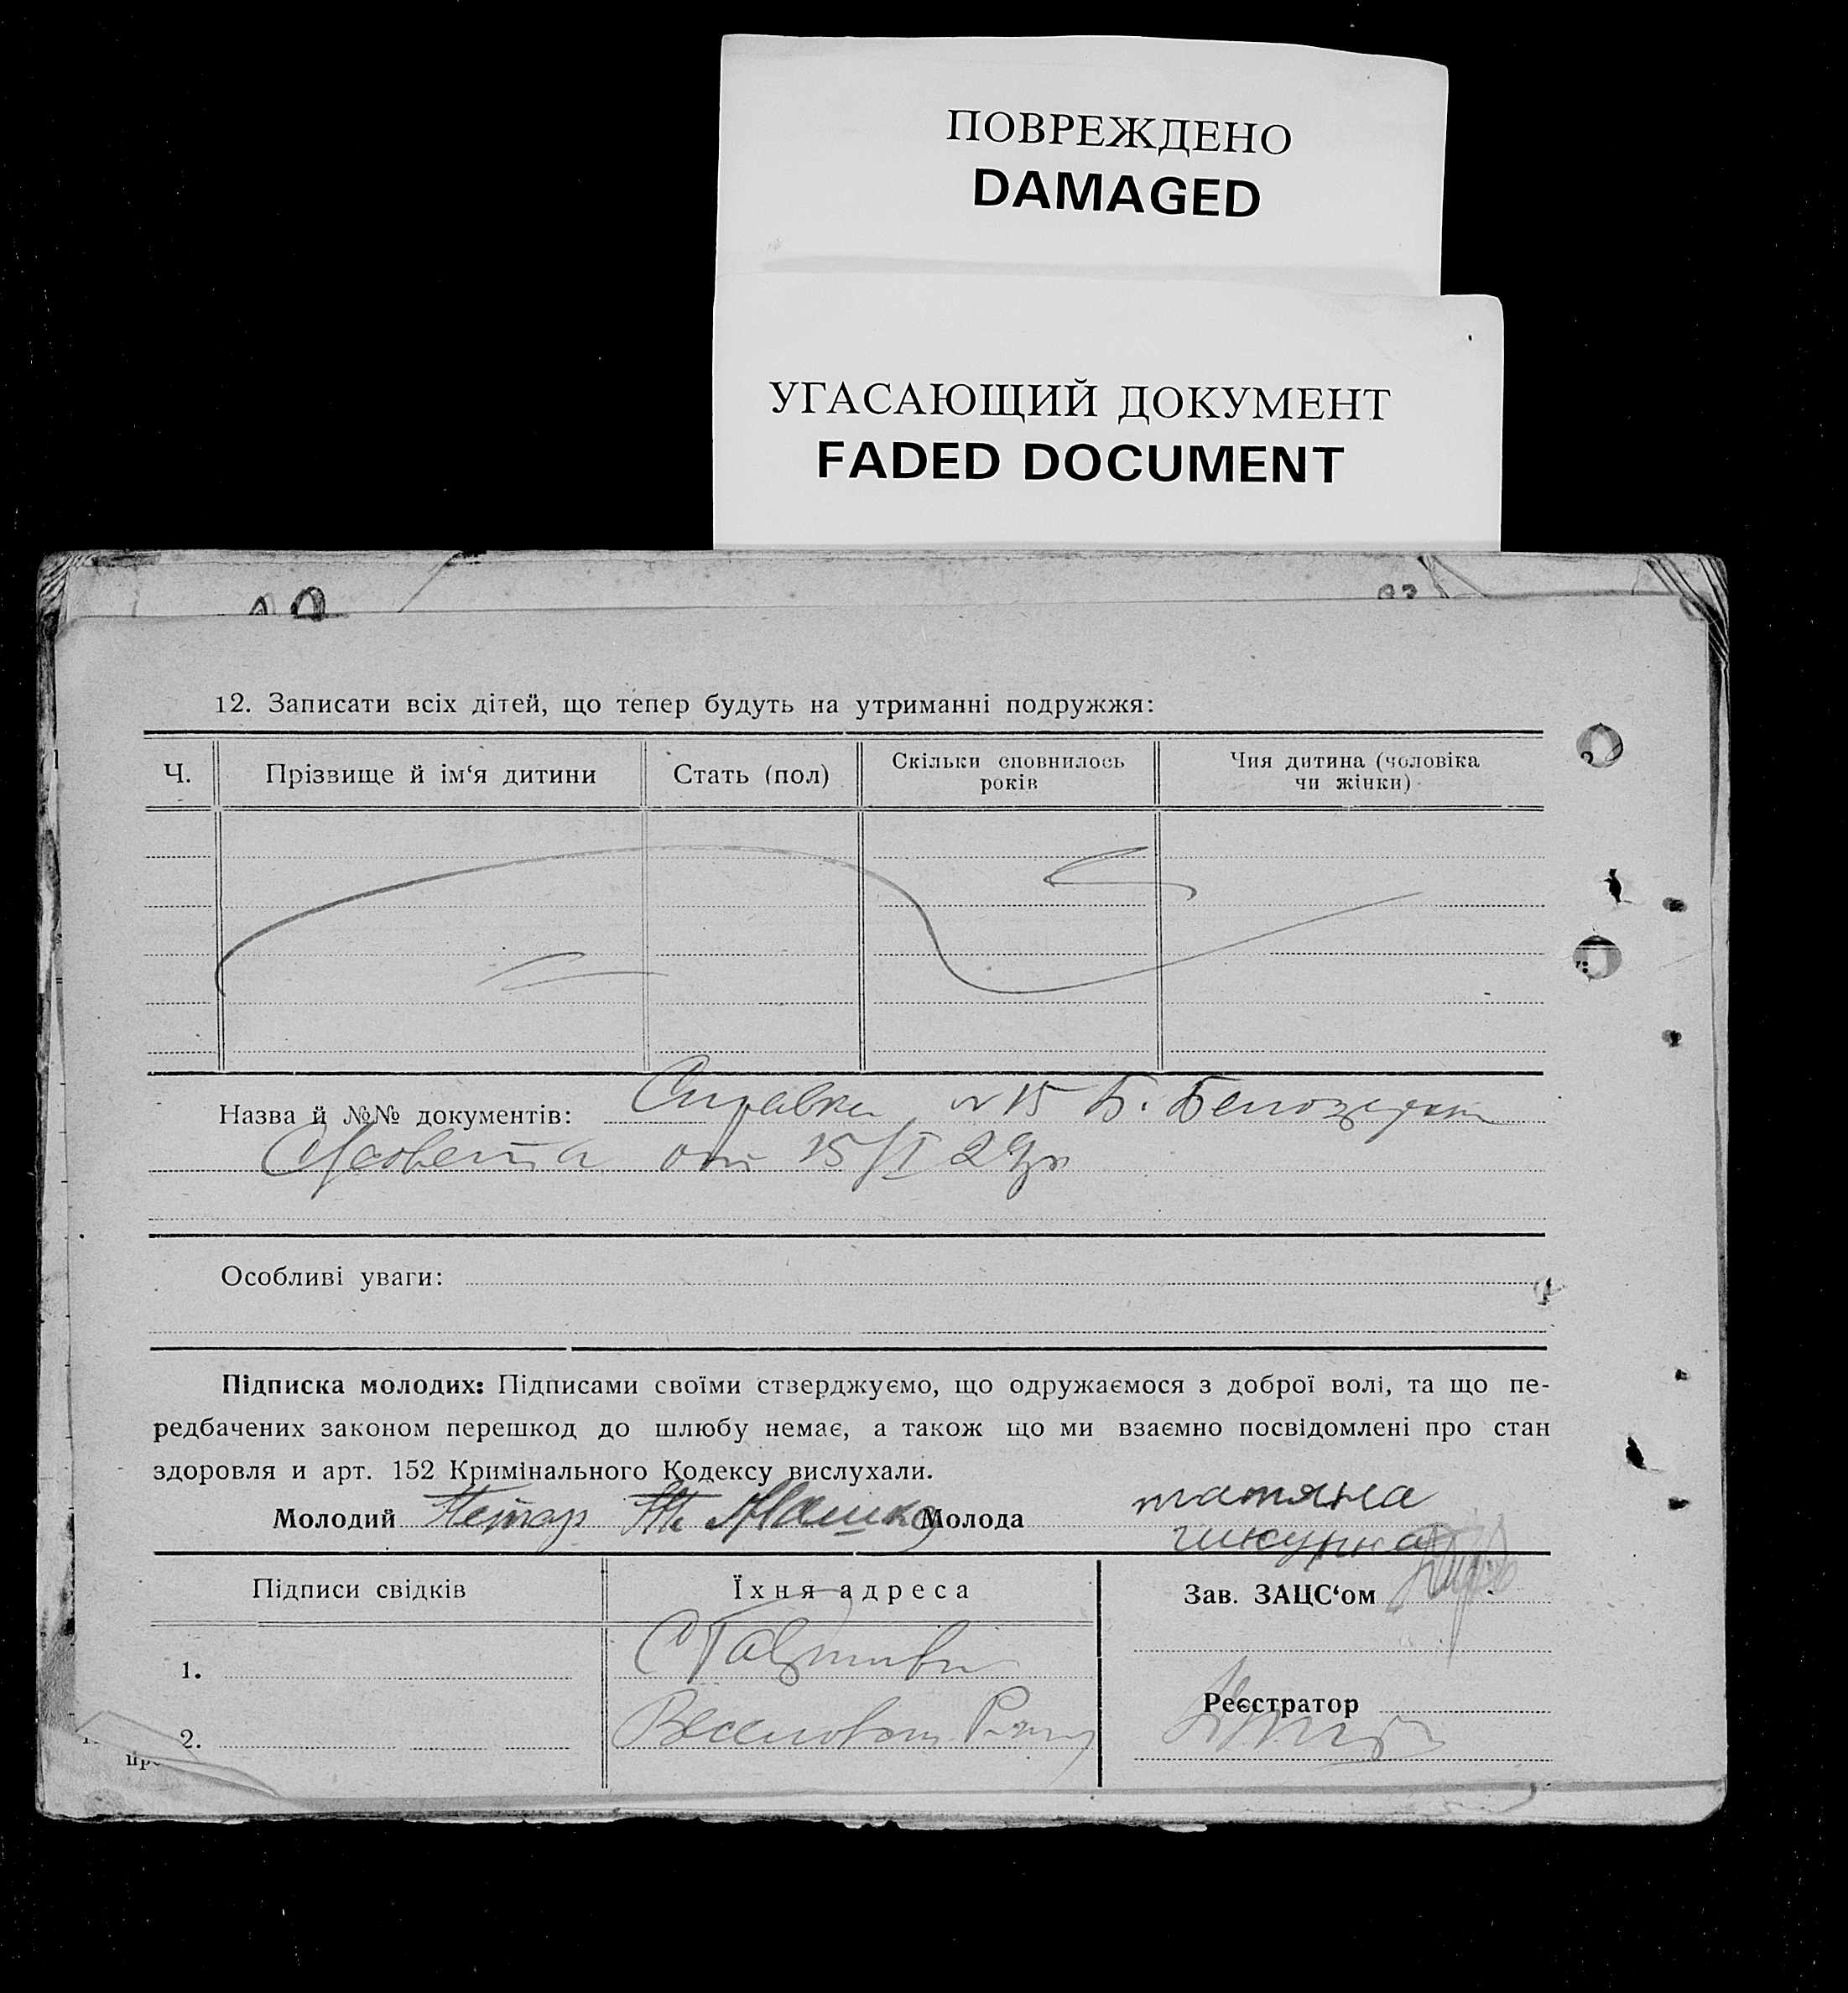 ПОВРЕЖДЕНО
DAMAGED
УГАСАЮЩИЙ ДОКУМЕНТ
FADED DOCUMENT
12. Записати всіх дітей, що тепер будуть на утриманні подружжя:
Ч. Прізвище й ім‘я дитини Стать (пол) Скільки сповнилось років Чия дитина (чоловіка чи жінки)
Назва й №№ документів: Справка № 15 Б.
С/совета от 15/I 29 г.
Особливі уваги:
Підписка молодих: Підписами своїми стверджуємо, що одружаємося з доброї волі, та що пе-
редбачених законом перешкод до шлюбу немає, а також що ми взаємно посвідомлені про стан
здоровля и арт. 152 Кримінального Кодексу вислухали.
Молодий Петар Молода татяна
Підписи свідків Їхня адреса Зав. ЗАЦС‘ом
1.
Реєстратор
2.